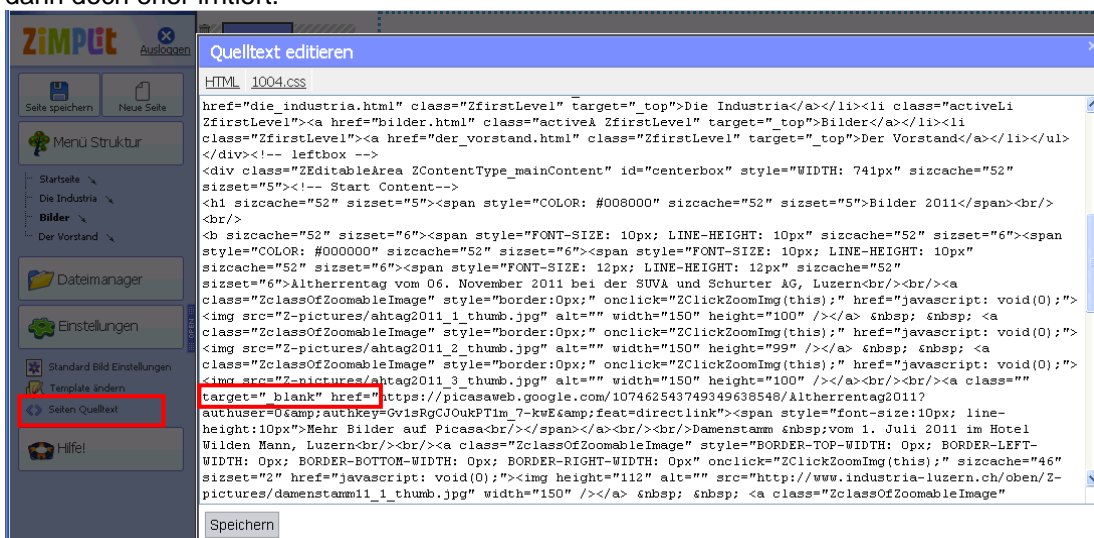 dann doch eher irritiert.
ZiMPLit
Ausloggen
Seite speichern
Neue Seite
Menü Struktur
Startseite
Die Industria
Bilder
Der Vorstand
Dateimanager
Einstellungen
OPEN
Standard Bild Einstellungen
Template ändern
Seiten Quelltext
Hilfe!
Quelltext editieren
HTML 1004.css
href="die_industria.html" class="ZfirstLevel" target="_top">Die Industria</a></li><li class="activeLi
ZfirstLevel"><a href="bilder.html" class="activeA ZfirstLevel" target="_top">Bilder</a></li><li
class="ZfirstLevel"><a href="der_vorstand.html" class="ZfirstLevel" target="_top">Der Vorstand</a></li></ul>
</div><!-- leftbox -->
<div class="ZEditableArea ZContentType_mainContent" id="centerbox" style="WIDTH: 741px" sizcache="52"
sizset="5"><!-- Start Content-->
<h1 sizcache="52" sizset="5"><span style="COLOR: #008000" sizcache="52" sizset="5">Bilder 2011</span><br/>
<br/>
<b sizcache="52" sizset="6"><span style="FONT-SIZE: 10px; LINE-HEIGHT: 10px" sizcache="52" sizset="6"><span
style="COLOR: #000000" sizcache="52" sizset="6"><span style="FONT-SIZE: 10px; LINE-HEIGHT: 10px"
sizcache="52" sizset="6"><span style="FONT-SIZE: 12px; LINE-HEIGHT: 12px" sizcache="52"
sizset="6">Altherrentag vom 06. November 2011 bei der SUVA und Schurter AG, Luzern<br/><br/><a
class="ZclassOfZoomableImage" style="border:0px;" onclick="ZClickZoomImg(this);" href="javascript: void(0);">
<img src="Z-pictures/ahtag2011_1_thumb.jpg" alt="" width="150" height="100" /></a> &nbsp; &nbsp; <a
class="ZclassOfZoomableImage" style="border:0px;" onclick="ZClickZoomImg(this);" href="javascript: void(0);">
<img src="Z-pictures/ahtag2011_2_thumb.jpg" alt="" width="150" height="99" /></a> &nbsp; &nbsp; <a
class="ZclassOfZoomableImage" style="border:0px;" onclick="ZClickZoomImg(this);" href="javascript: void(0);">
<img src="Z-pictures/ahtag2011_3_thumb.jpg" alt="" width="150" height="100" /></a><br/><br/><a class=""
target="_blank" href="https://picasaweb.google.com/107462543749349638548/Altherrentag2011?
authuser=0&amp;authkey=Gv1sRgCJOukPT1m_7-kwE&amp;feat=directlink"><span style="font-size:10px; line-
height:10px">Mehr Bilder auf Picasa<br/></span></a><br/><br/>Damenstamm &nbsp;vom 1. Juli 2011 im Hotel
Wilden Mann, Luzern<br/><br/><a class="ZclassOfZoomableImage" style="BORDER-TOP-WIDTH: 0px; BORDER-LEFT-
WIDTH: 0px; BORDER-BOTTOM-WIDTH: 0px; BORDER-RIGHT-WIDTH: 0px" onclick="ZClickZoomImg(this);" sizcache="46"
sizset="2" href="javascript: void(0);"><img height="112" alt="" src="http://www.industria-luzern.ch/oben/Z-
pictures/damenstamm11_1_thumb.jpg" width="150" /></a> &nbsp; &nbsp; <a class="ZclassOfZoomableImage"
Speichern